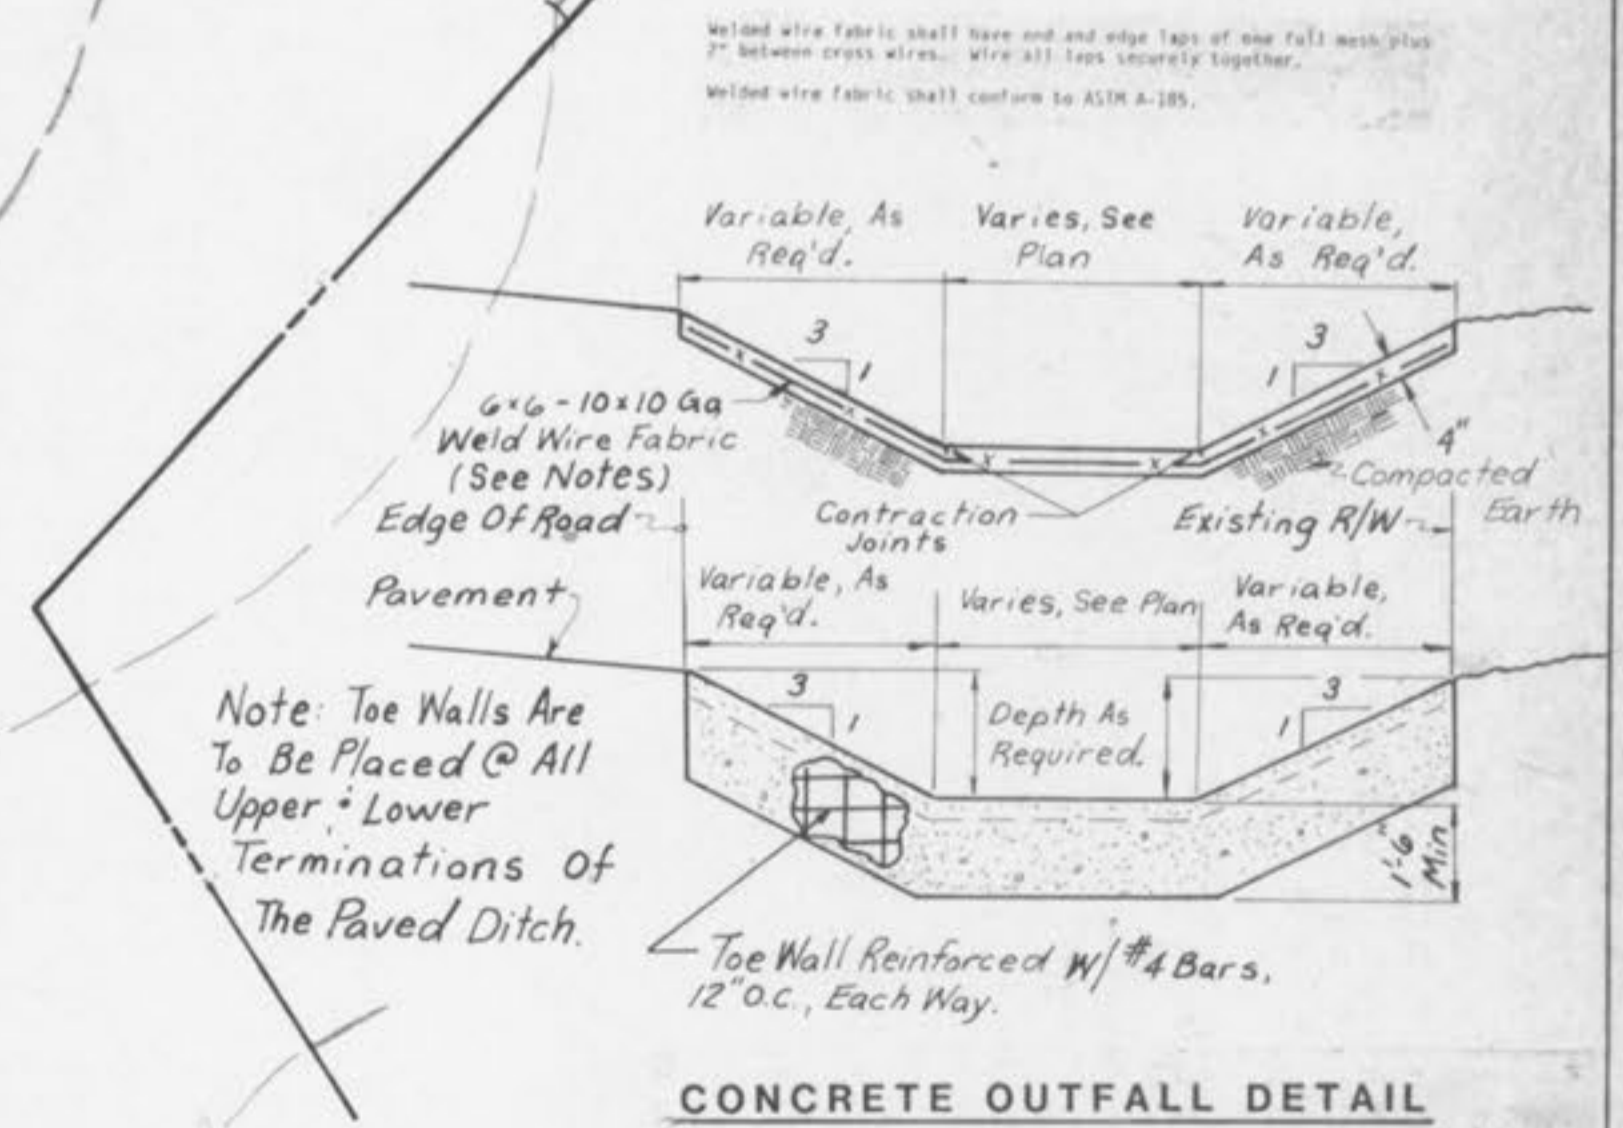 Welded wire fabric shall have end and edge laps of one full mesh plus
2" between cross wires. Wire all laps securely together.
Welded wire fabric shall conform to ASTM A-185.
Variable, As
Req'd.
Varies, See
Plan
Variable,
As Req'd.
3
1
3
1
6x6 - 10x10 Ga
Weld Wire Fabric
(See Notes)
4"
Compacted
Earth
Edge Of Road
Contraction
Joints
Existing R/W
Pavement
Variable, As
Req'd.
Varies, See Plan
Variable,
As Req'd.
3
1
Depth As
Required.
3
1
1'-6"
Min
Note: Toe Walls Are
To Be Placed @ All
Upper & Lower
Terminations Of
The Paved Ditch.
Toe Wall Reinforced W/ #4 Bars,
12" O.C., Each Way.
CONCRETE OUTFALL DETAIL